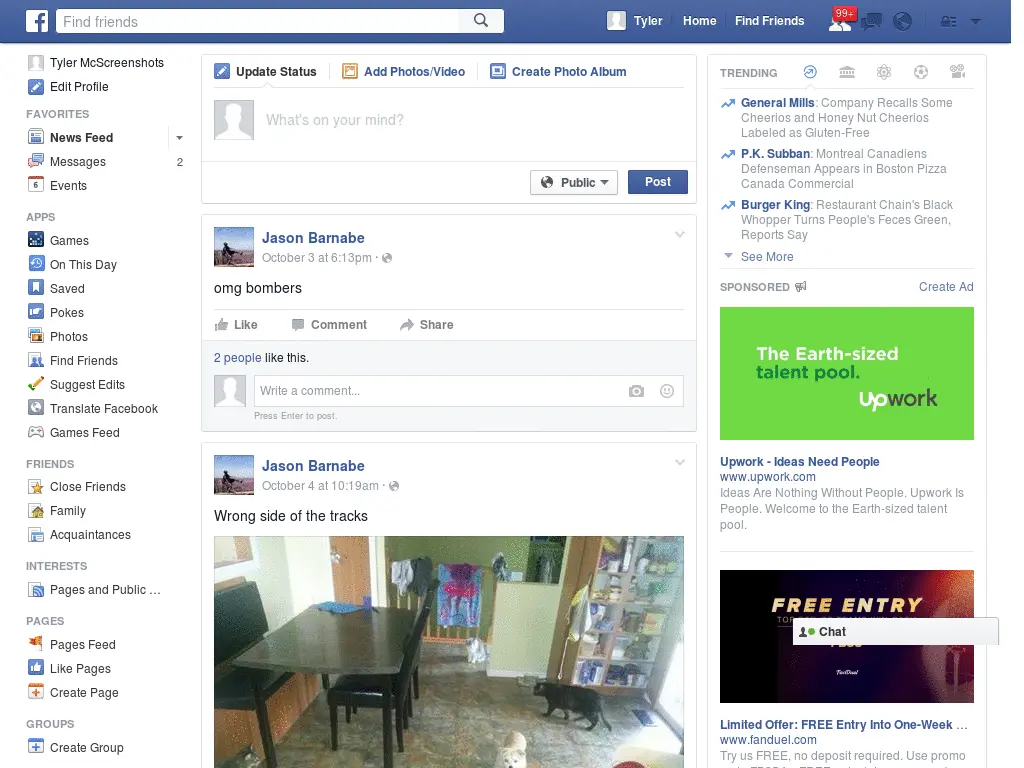 Find friends
Tyler
Home
Find Friends
99+
Tyler McScreenshots
Edit Profile
FAVORITES
News Feed
Messages
2
6
Events
APPS
Games
On This Day
Saved
Pokes
Photos
Find Friends
Suggest Edits
Translate Facebook
Games Feed
FRIENDS
Close Friends
Family
Acquaintances
INTERESTS
Pages and Public ...
PAGES
Pages Feed
Like Pages
Create Page
GROUPS
Create Group
Update Status
Add Photos/Video
Create Photo Album
What's on your mind?
Public
Post
Jason Barnabe
October 3 at 6:13pm ·
omg bombers
Like
Comment
Share
2 people like this.
Write a comment...
Press Enter to post.
Jason Barnabe
October 4 at 10:19am ·
Wrong side of the tracks
TRENDING
General Mills: Company Recalls Some
Cheerios and Honey Nut Cheerios
Labeled as Gluten-Free
P.K. Subban: Montreal Canadiens
Defenseman Appears in Boston Pizza
Canada Commercial
Burger King: Restaurant Chain's Black
Whopper Turns People's Feces Green,
Reports Say
See More
SPONSORED
Create Ad
The Earth-sized
talent pool.
Upwork
Upwork - Ideas Need People
www.upwork.com
Ideas Are Nothing Without People. Upwork Is
People. Welcome to the Earth-sized talent
pool.
FREE ENTRY
Chat
FanDuel
Limited Offer: FREE Entry Into One-Week ...
www.fanduel.com
Try us FREE, no deposit required. Use promo